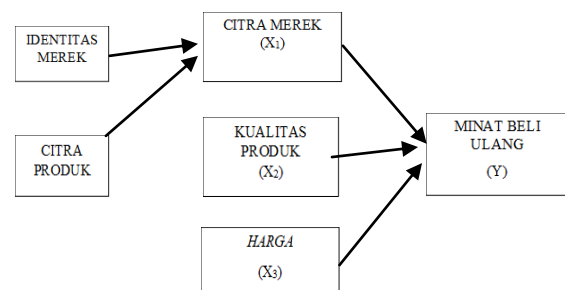 IDENTITAS
MEREK
CITRA
PRODUK
CITRA MEREK
(X₁)
KUALITAS
PRODUK
(X₂)
HARGA
(X₃)
MINAT BELI
ULANG
(Y)